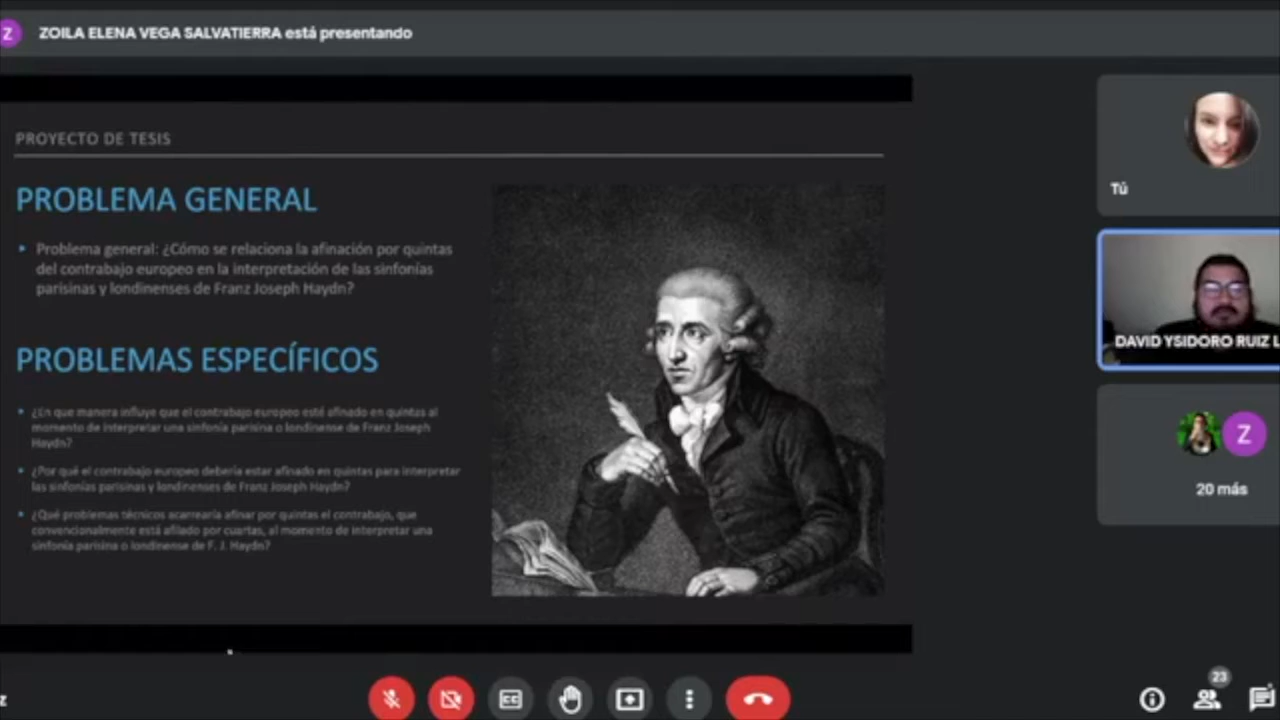 Z
ZOILA ELENA VEGA SALVATIERRA está presentando
PROYECTO DE TESIS
PROBLEMA GENERAL
Problema general: ¿Cómo se relaciona la afinación por quintas
del contrabajo europeo en la interpretación de las sinfonías
parisinas y londinenses de Franz Joseph Haydn?
PROBLEMAS ESPECÍFICOS
¿En que manera influye que el contrabajo europeo esté afinado en quintas al
momento de interpretar una sinfonía parisina o londinense de Franz Joseph
Haydn?
¿Por qué el contrabajo europeo debería estar afinado en quintas para interpretar
las sinfonías parisinas y londinenses de Franz Joseph Haydn?
¿Qué problemas técnicos acarrearía afinar por quintas el contrabajo, que
convencionalmente está afilado por cuartas, al momento de interpretar una
sinfonía parisina o londinense de F. J. Haydn?
Tú
DAVID YSIDORO RUIZ L
Z
20 más
z
CC
23